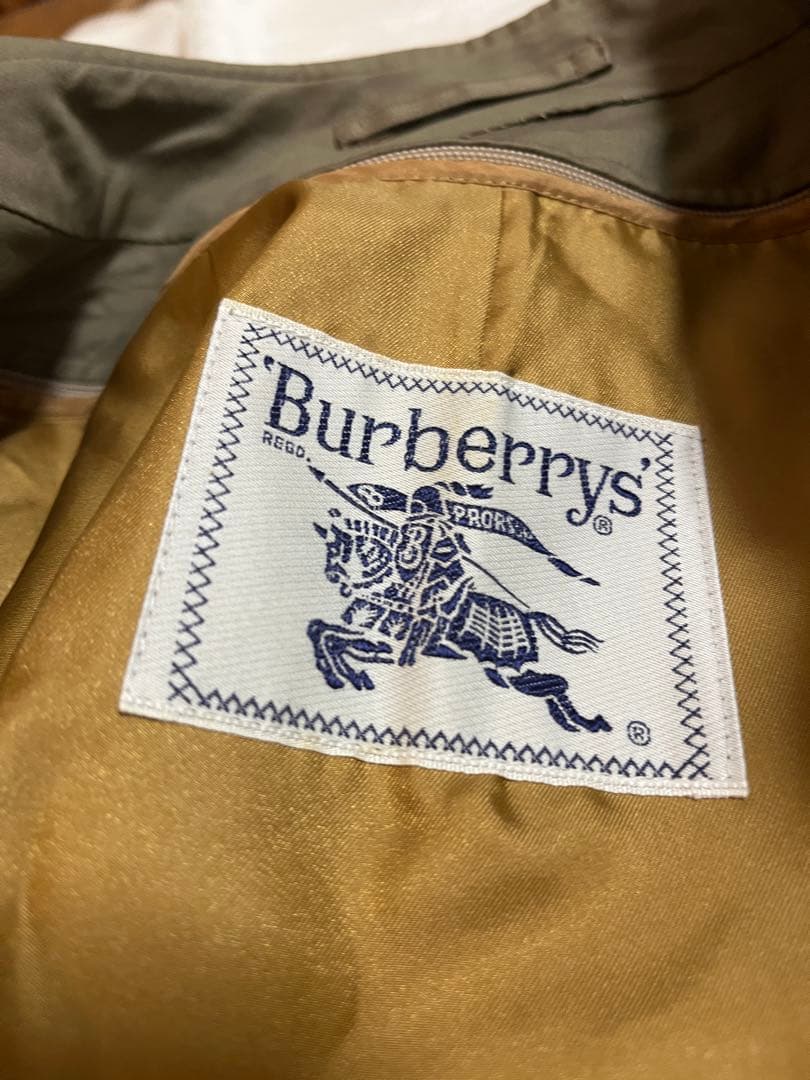 'Burberrys'®
REGD.
PRORSUM
B
®